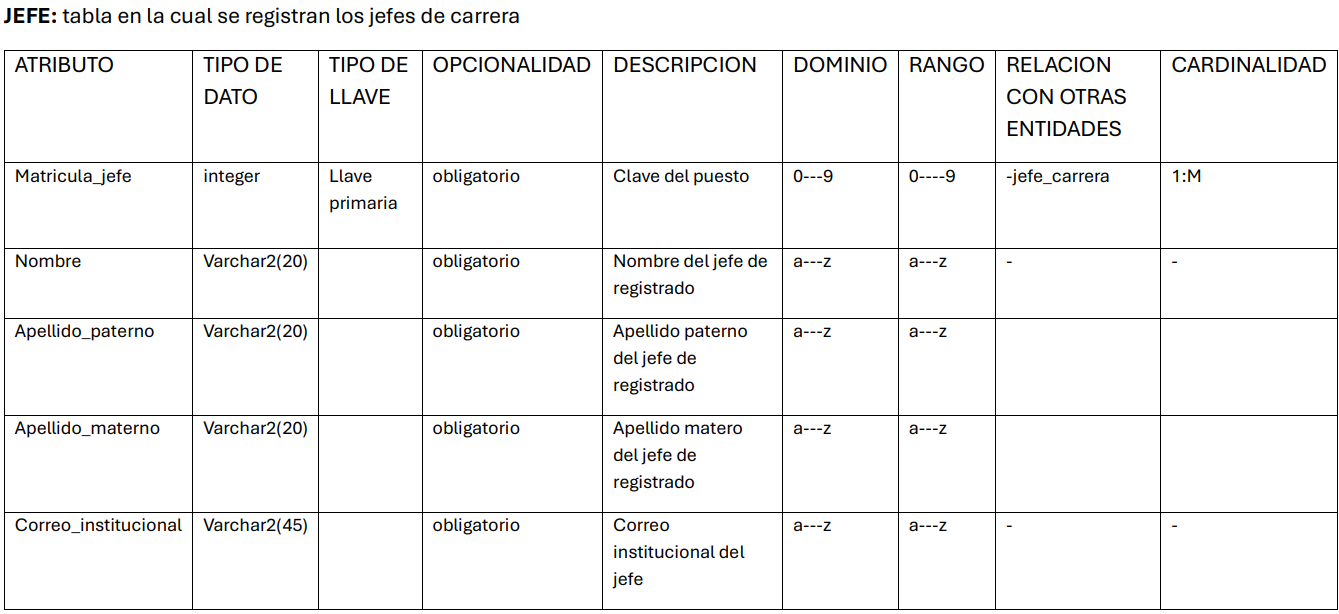 JEFE: tabla en la cual se registran los jefes de carrera
ATRIBUTO TIPO DE DATO TIPO DE LLAVE OPCIONALIDAD DESCRIPCION DOMINIO RANGO RELACION CON OTRAS ENTIDADES CARDINALIDAD
Matricula_jefe integer Llave primaria obligatorio Clave del puesto 0---9 0----9 -jefe_carrera 1:M
Nombre Varchar2(20) obligatorio Nombre del jefe de registrado a---z a---z - -
Apellido_paterno Varchar2(20) obligatorio Apellido paterno del jefe de registrado a---z a---z
Apellido_materno Varchar2(20) obligatorio Apellido matero del jefe de registrado a---z a---z
Correo_institucional Varchar2(45) obligatorio Correo institucional del jefe a---z a---z - -